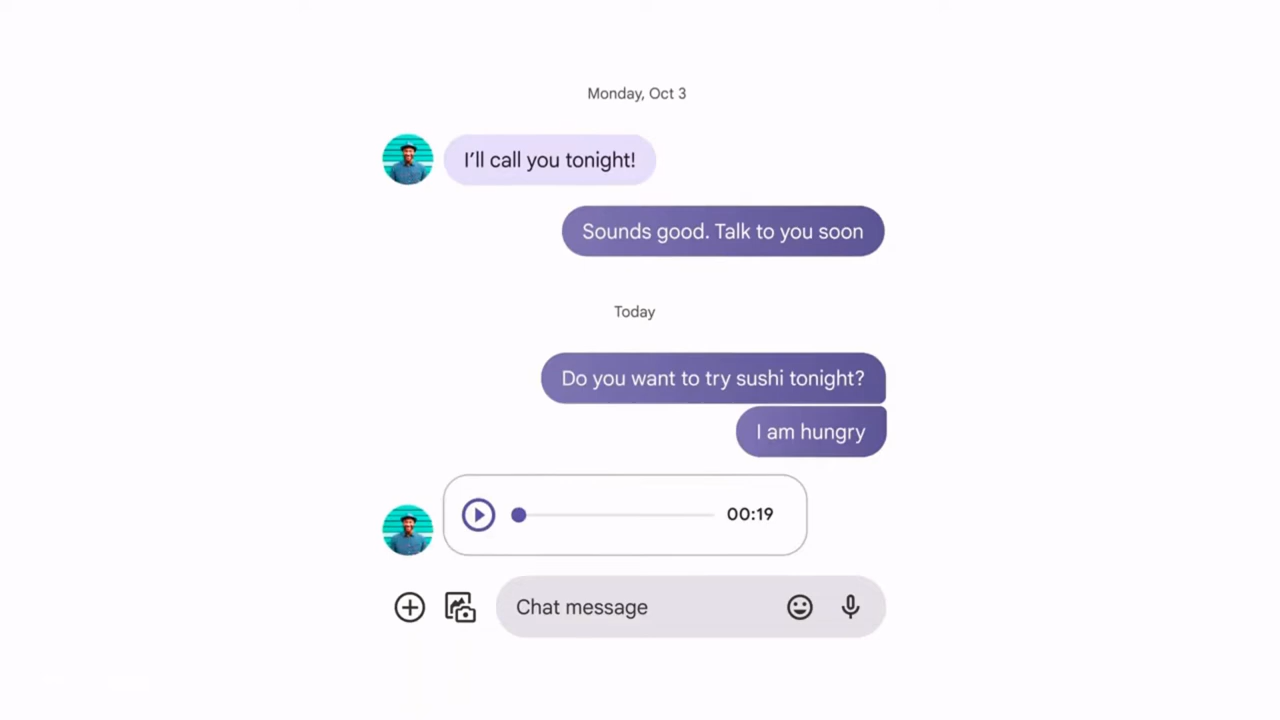 Monday, Oct 3
I’ll call you tonight!
Sounds good. Talk to you soon
Today
Do you want to try sushi tonight?
I am hungry
00:19
Chat message